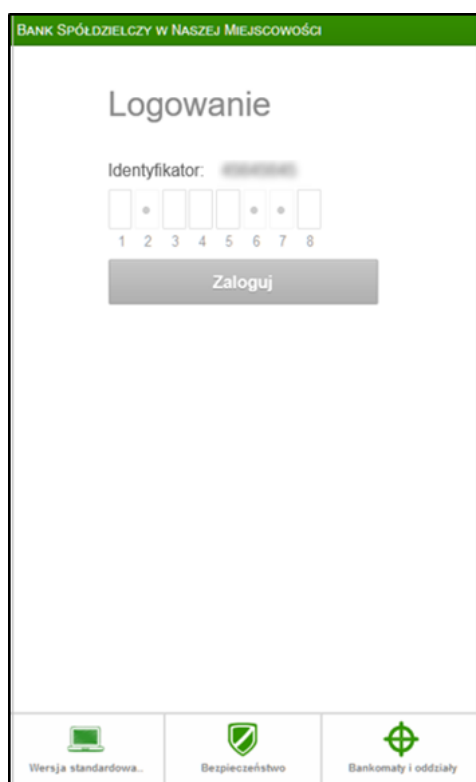 BANK SPÓŁDZIELCZY W NASZEJ MIEJSCOWOŚCI
Logowanie
Identyfikator:
1 2 3 4 5 6 7 8
Zaloguj
Wersja standardowa..
Bezpieczeństwo
Bankomaty i oddziały